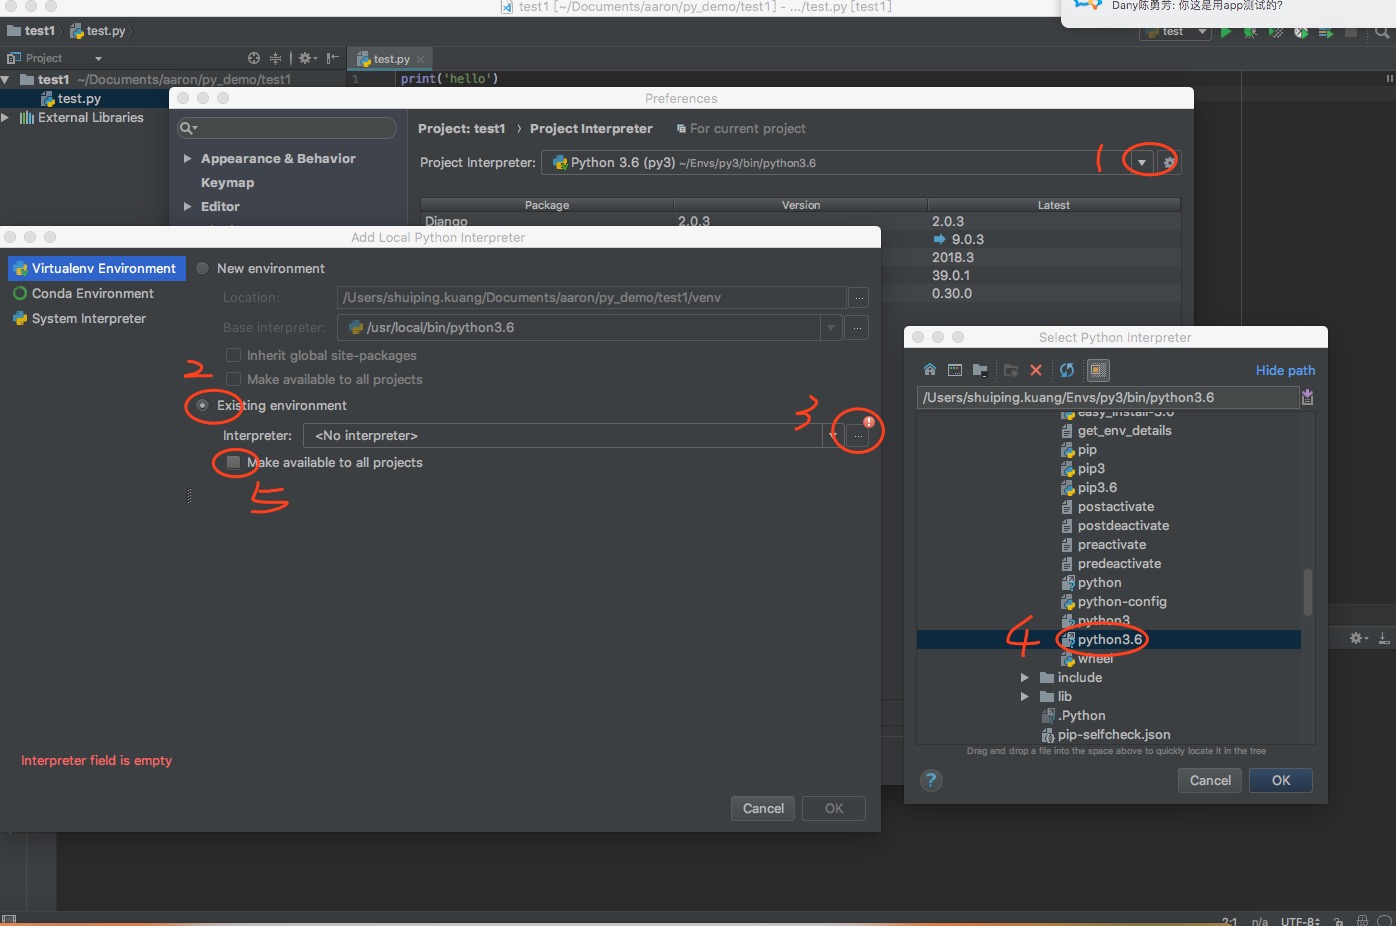 test1 [~/Documents/aaron/py_demo/test1] - .../test.py [test1]
Dany陈勇芳: 你这是用app测试的?
test1
test.py
test
Project
test.py
test1 ~/Documents/aaron/py_demo/test1
1 print('hello')
test.py
External Libraries
Preferences
Project: test1 › Project Interpreter
For current project
Appearance & Behavior
Keymap
Editor
Project Interpreter:
Python 3.6 (py3) ~/Envs/py3/bin/python3.6
1
Package Version Latest
Django 2.0.3 2.0.3
9.0.3
2018.3
39.0.1
0.30.0
Add Local Python Interpreter
Virtualenv Environment
Conda Environment
System Interpreter
New environment
Location:
/Users/shuiping.kuang/Documents/aaron/py_demo/test1/venv
...
Base interpreter:
/usr/local/bin/python3.6
...
Inherit global site-packages
Make available to all projects
2
Existing environment
3
Interpreter:
<No interpreter>
...
Make available to all projects
5
Interpreter field is empty
Cancel
OK
Select Python Interpreter
Hide path
/Users/shuiping.kuang/Envs/py3/bin/python3.6
easy_install-3.6
get_env_details
pip
pip3
pip3.6
postactivate
postdeactivate
preactivate
predeactivate
python
python-config
python3
4
python3.6
wheel
include
lib
.Python
pip-selfcheck.json
Drag and drop a file into the space above to quickly locate it in the tree
?
Cancel
OK
2:1 n/a UTF-8